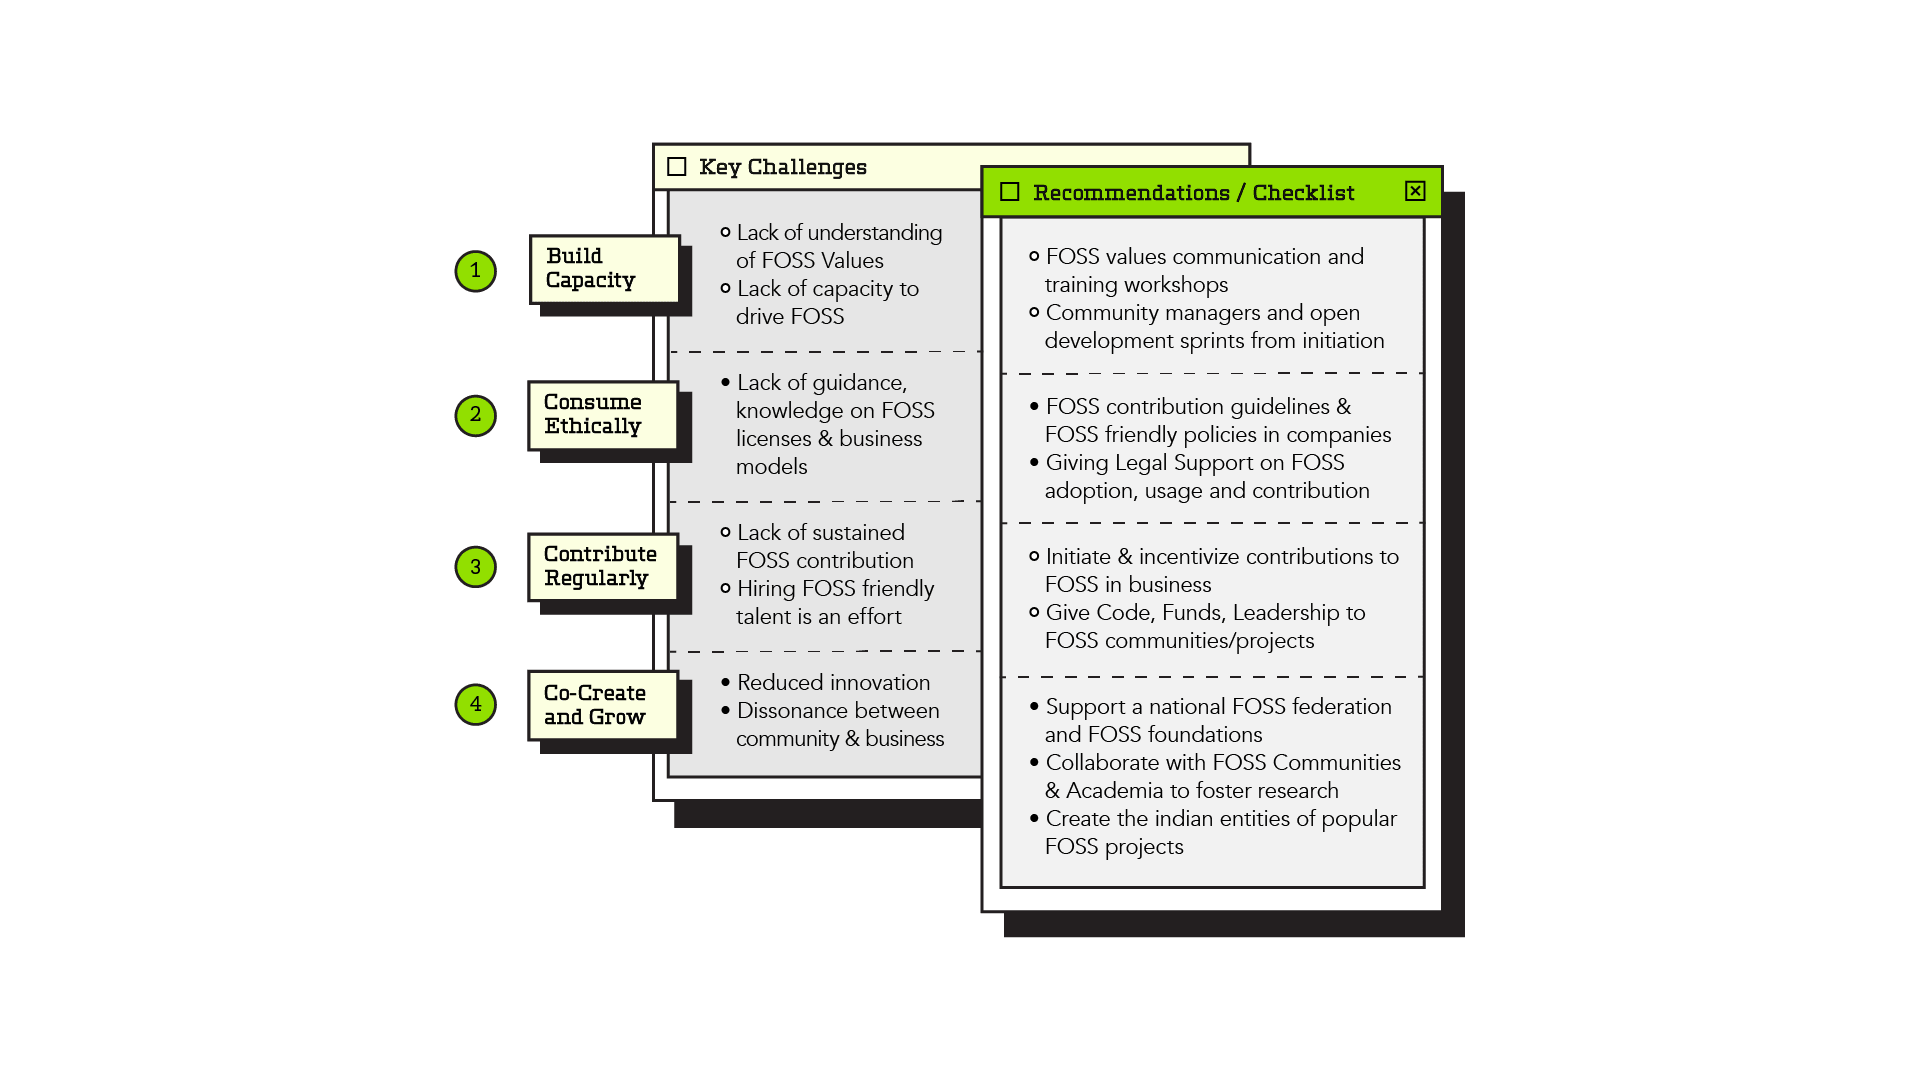 Key Challenges
Recommendations / Checklist
1
Build
Capacity
Lack of understanding
of FOSS Values
Lack of capacity to
drive FOSS
FOSS values communication and
training workshops
Community managers and open
development sprints from initiation
2
Consume
Ethically
Lack of guidance,
knowledge on FOSS
licenses & business
models
FOSS contribution guidelines &
FOSS friendly policies in companies
Giving Legal Support on FOSS
adoption, usage and contribution
3
Contribute
Regularly
Lack of sustained
FOSS contribution
Hiring FOSS friendly
talent is an effort
Initiate & incentivize contributions to
FOSS in business
Give Code, Funds, Leadership to
FOSS communities/projects
4
Co-Create
and Grow
Reduced innovation
Dissonance between
community & business
Support a national FOSS federation
and FOSS foundations
Collaborate with FOSS Communities
& Academia to foster research
Create the indian entities of popular
FOSS projects